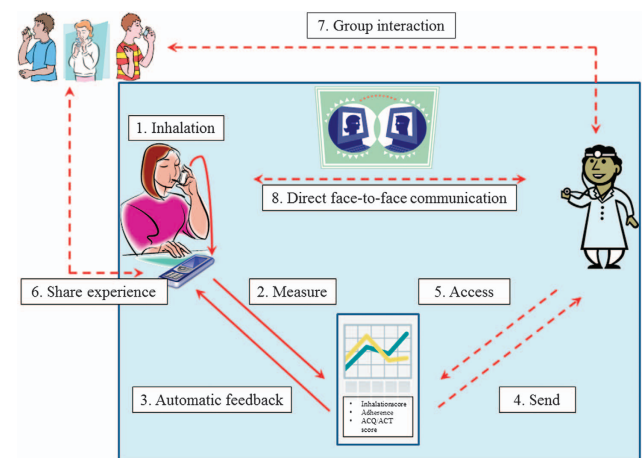 7. Group interaction
1. Inhalation
8. Direct face-to-face communication
6. Share experience
2. Measure
5. Access
3. Automatic feedback
4. Send
• Inhalationscore
• Adherence
• ACQ/ACT
score